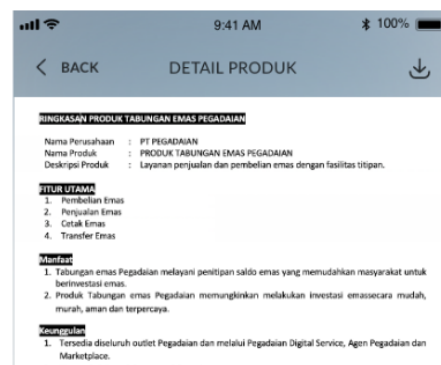 9:41 AM
100%
BACK
DETAIL PRODUK
RINGKASAN PRODUK TABUNGAN EMAS PEGADAIAN
Nama Perusahaan : PT PEGADAIAN
Nama Produk : PRODUK TABUNGAN EMAS PEGADAIAN
Deskripsi Produk : Layanan penjualan dan pembelian emas dengan fasilitas titipan.
FITUR UTAMA
1. Pembelian Emas
2. Penjualan Emas
3. Cetak Emas
4. Transfer Emas
Manfaat
1. Tabungan emas Pegadaian melayani penitipan saldo emas yang memudahkan masyarakat untuk
berinvestasi emas.
2. Produk Tabungan emas Pegadaian memungkinkan melakukan investasi emassecara mudah,
murah, aman dan terpercaya.
Keunggulan
1. Tersedia diseluruh outlet Pegadaian dan melalui Pegadaian Digital Service, Agen Pegadaian dan
Marketplace.